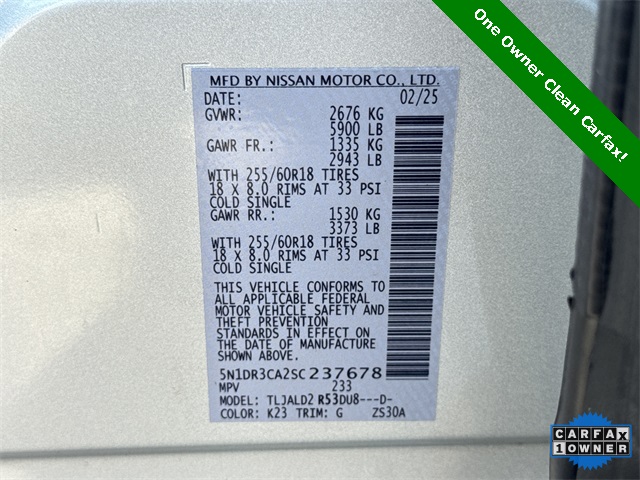 One Owner Clean Carfax!
MFD BY NISSAN MOTOR CO., LTD.
DATE: 02/25
GVWR: 2676 KG
5900 LB
GAWR FR.: 1335 KG
2943 LB
WITH 255/60R18 TIRES
18 X 8.0 RIMS AT 33 PSI
COLD SINGLE
GAWR RR.: 1530 KG
3373 LB
WITH 255/60R18 TIRES
18 X 8.0 RIMS AT 33 PSI
COLD SINGLE
THIS VEHICLE CONFORMS TO
ALL APPLICABLE FEDERAL
MOTOR VEHICLE SAFETY AND
THEFT PREVENTION
STANDARDS IN EFFECT ON
THE DATE OF MANUFACTURE
SHOWN ABOVE.
5N1DR3CA2SC237678
MPV 233
MODEL: TLJALD2 R53DU8---D-
COLOR: K23 TRIM: G ZS30A
CARFAX
1 OWNER